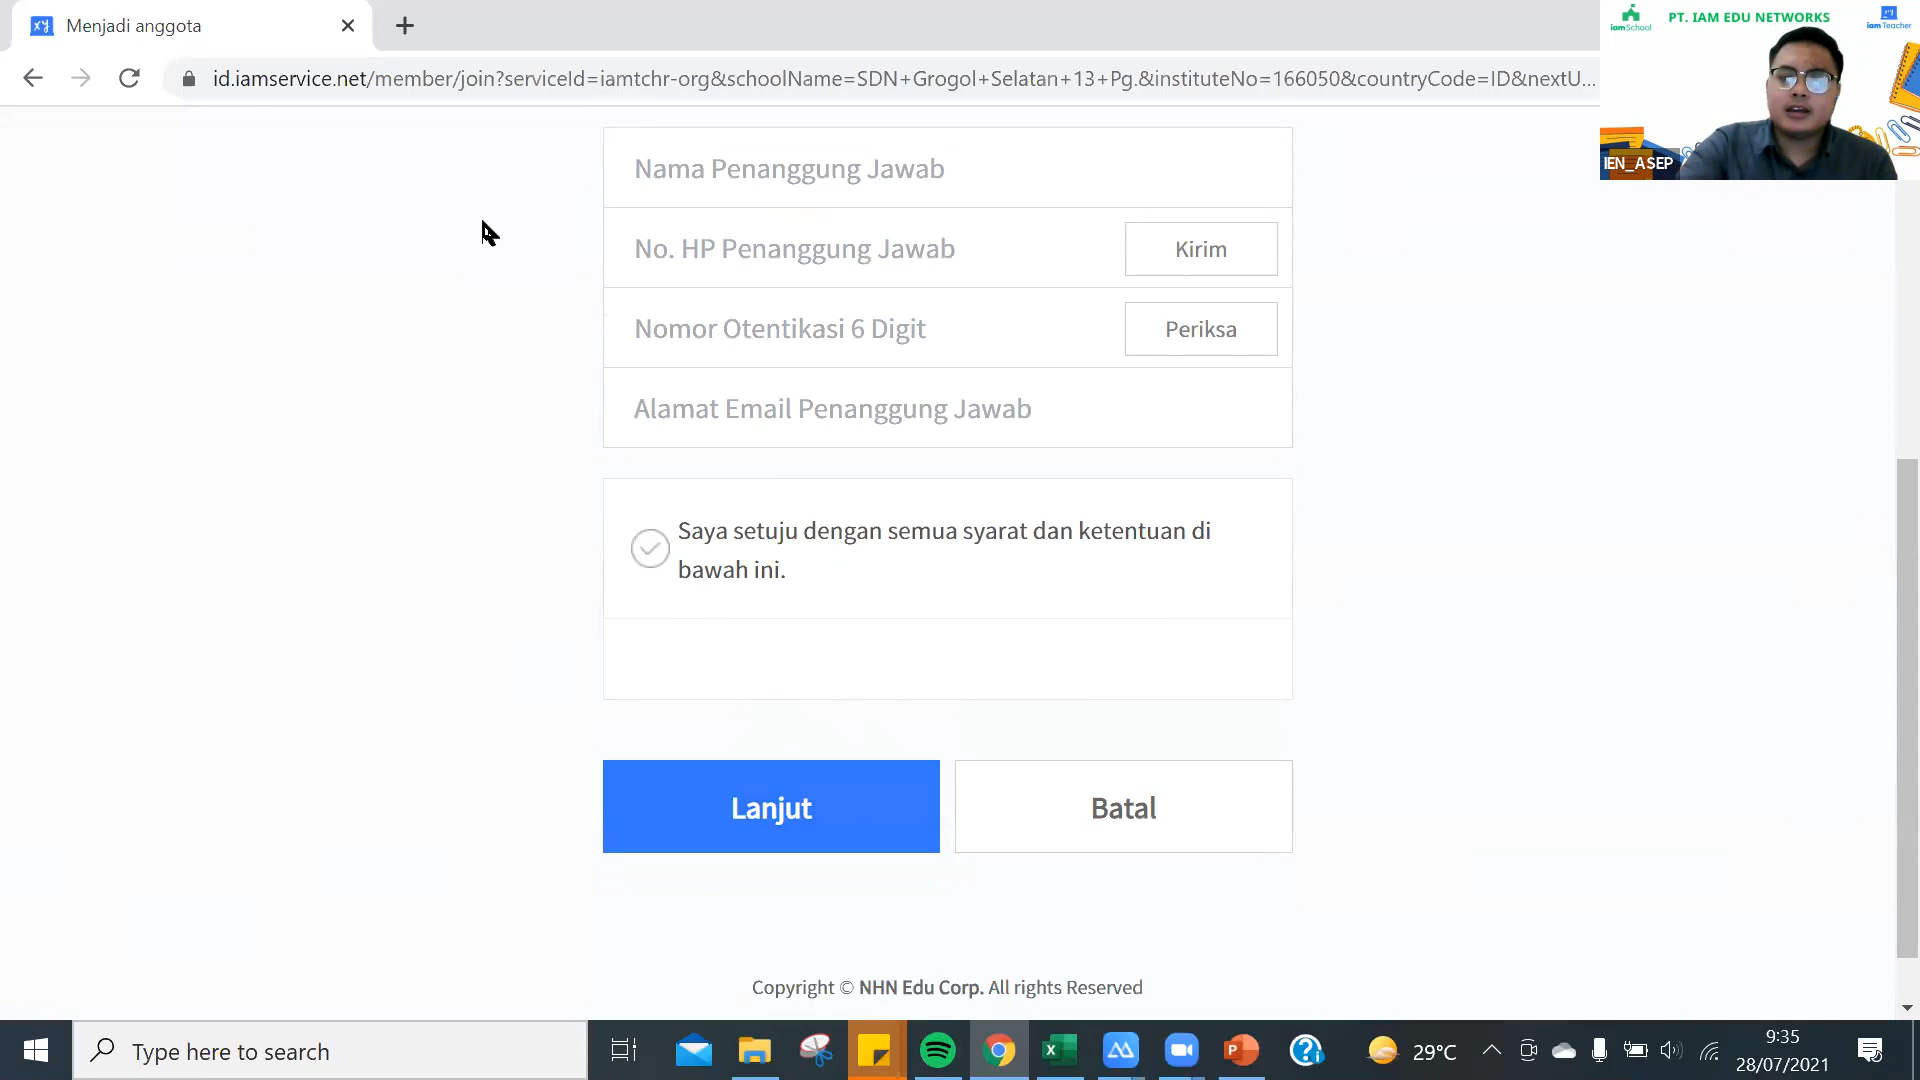 Menjadi anggota
id.iamservice.net/member/join?serviceId=iamtchr-org&schoolName=SDN+Grogol+Selatan+13+Pg.&instituteNo=166050&countryCode=ID&nextU...
iamSchool
PT. IAM EDU NETWORKS
iamTeacher
IEN_ASEP
Nama Penanggung Jawab
No. HP Penanggung Jawab
Kirim
Nomor Otentikasi 6 Digit
Periksa
Alamat Email Penanggung Jawab
Saya setuju dengan semua syarat dan ketentuan di
bawah ini.
Lanjut
Batal
Copyright © NHN Edu Corp. All rights Reserved
Type here to search
29°C
9:35
28/07/2021